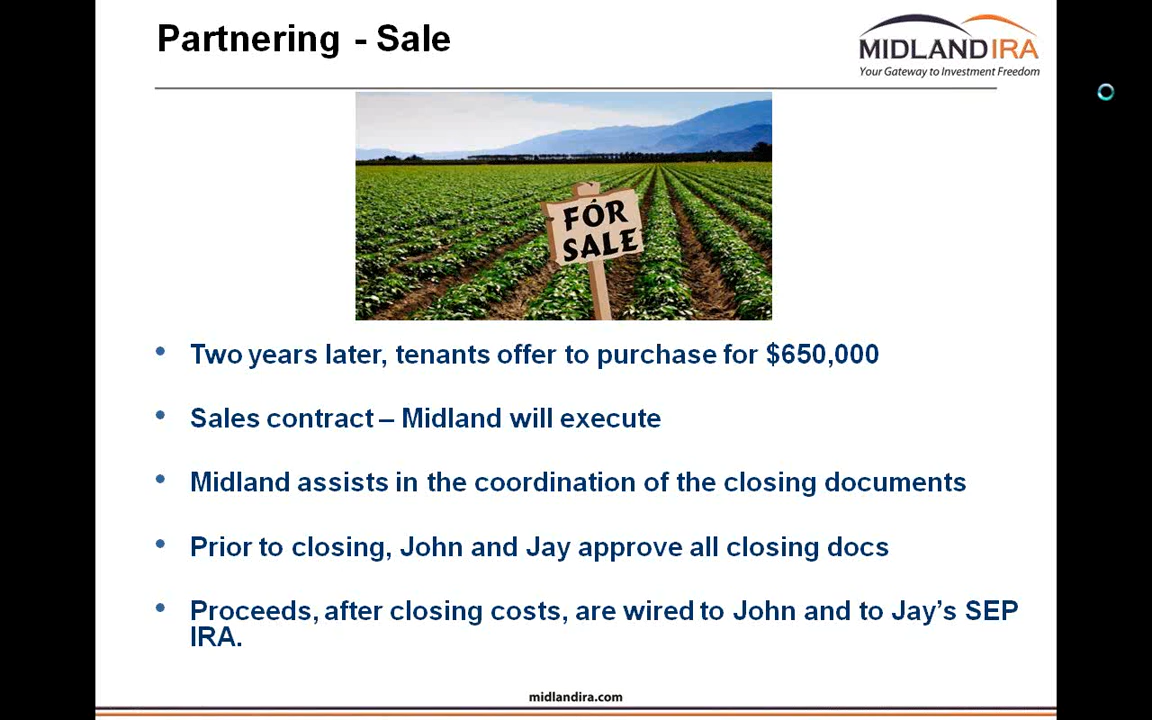 Partnering - Sale
MIDLANDIRA
Your Gateway to Investment Freedom
FOR
SALE
• Two years later, tenants offer to purchase for $650,000
• Sales contract – Midland will execute
• Midland assists in the coordination of the closing documents
• Prior to closing, John and Jay approve all closing docs
• Proceeds, after closing costs, are wired to John and to Jay’s SEP
IRA.
midlandira.com